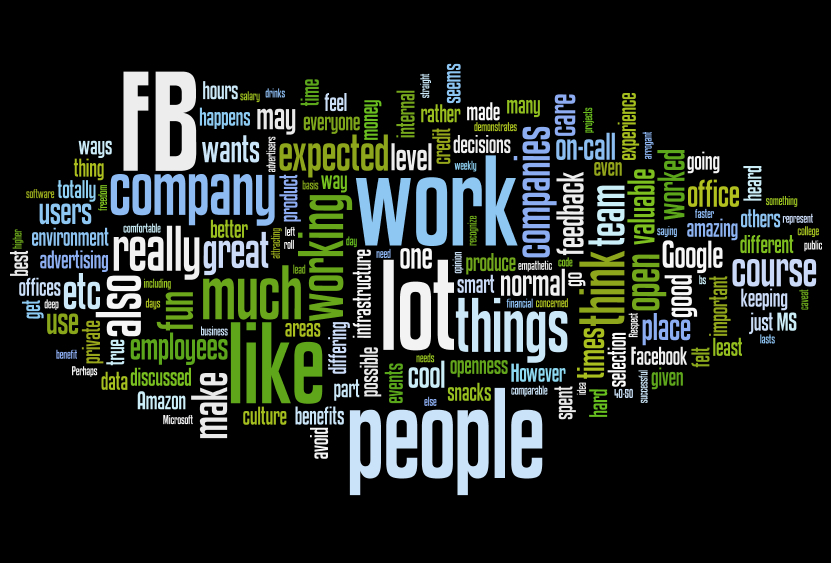 FB
hours
salary
drinks
time
feel
straight
seems
happens
may
everyone
money
internal
rather
made
many
care
projects
experience
demonstrates
ways
wants
advertisers
expected
level
credit
decisions
companies
on-call
arrogant
thing
weekly
even
worked
going
heard
software
totally
freedom
company
product
basis
way
work
feedback
team
valuable
office
something
users
working
recognize
faster
others
represent
comfortable
better
left
environment
really
great
attracting
roll
day
saying
amazing
college
higher
best
advertising
lead
infrastructure
need
one
opinion
produce
empathetic
code
go
think
open
Google
different
public
offices
etc
also
including
fun
much
lot
smart
normal
bs
good
course
get
deep
days
financial
concerned
important
keeping
caveat
use
private
business
areas
differing
things
times
Respect
place
just
MS
benefit
true
employees
like
possible
needs
openness
selection
Facebook
felt
least
lasts
Perhaps
data
discussed
events
cool
However
idea
given
Amazon
make
part
snacks
comparable
spent
hard
40-90
successful
Microsoft
culture
benefits
else
avoid
people